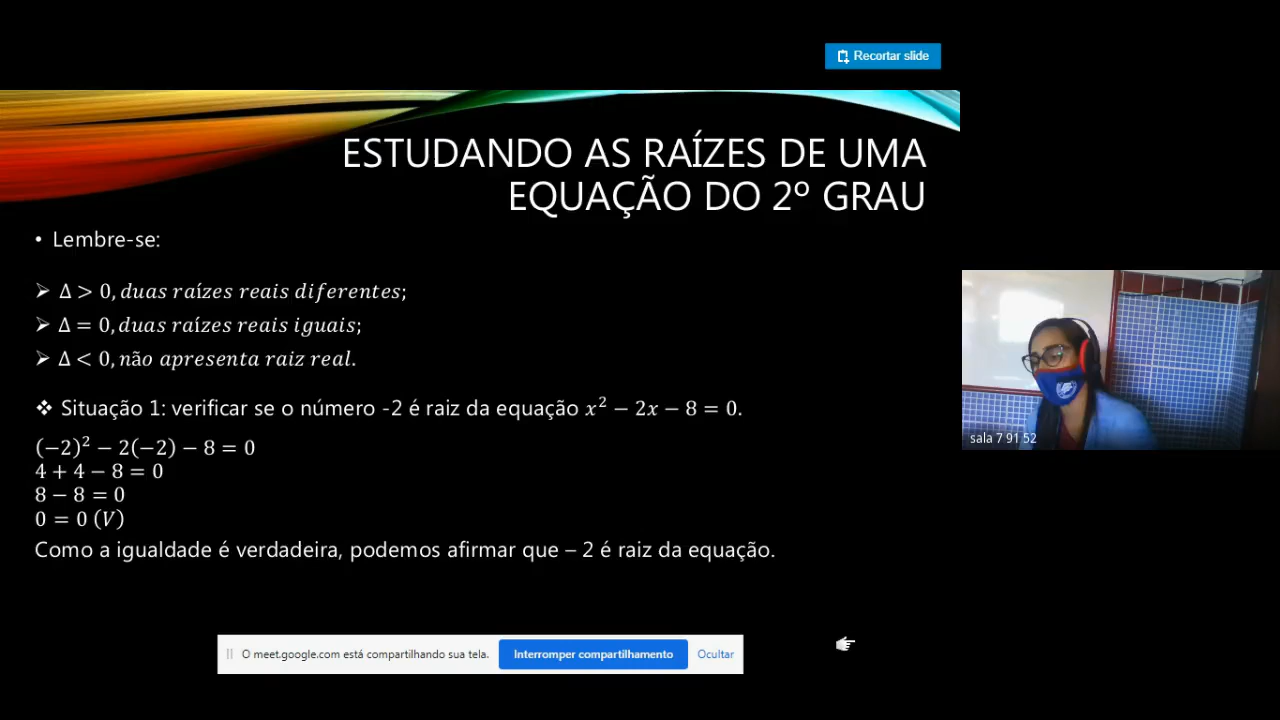 Recortar slide
ESTUDANDO AS RAÍZES DE UMA
EQUAÇÃO DO 2º GRAU
• Lembre-se:
➢ Δ > 0, duas raízes reais diferentes;
➢ Δ = 0, duas raízes reais iguais;
➢ Δ < 0, não apresenta raiz real.
❖ Situação 1: verificar se o número -2 é raiz da equação x² − 2x − 8 = 0.
(−2)² − 2(−2) − 8 = 0
4 + 4 − 8 = 0
8 − 8 = 0
0 = 0 (V)
Como a igualdade é verdadeira, podemos afirmar que – 2 é raiz da equação.
sala 7 91 52
O meet.google.com está compartilhando sua tela. Interromper compartilhamento Ocultar